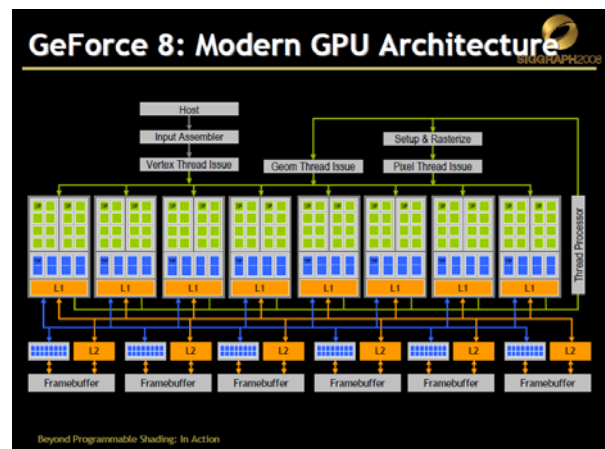 GeForce 8: Modern GPU Architecture
SIGGRAPH2008
Host
Input Assembler
Setup & Rasterize
Vertex Thread Issue
Geom Thread Issue
Pixel Thread Issue
Thread Processor
L1 L1 L1 L1 L1 L1 L1 L1
L2 L2 L2 L2 L2 L2
Framebuffer Framebuffer Framebuffer Framebuffer Framebuffer Framebuffer
Beyond Programmable Shading: In Action